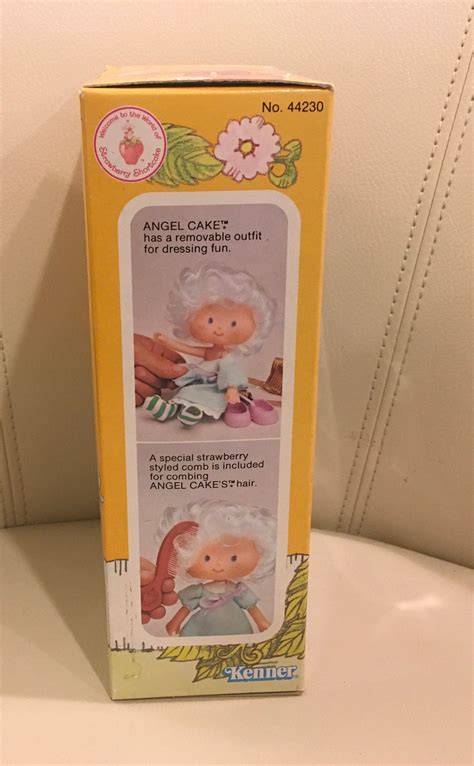 No. 44230
Welcome to the World of
Strawberry Shortcake
ANGEL CAKE™
has a removable outfit
for dressing fun.
A special strawberry
styled comb is included
for combing
ANGEL CAKE'S™ hair.
Kenner